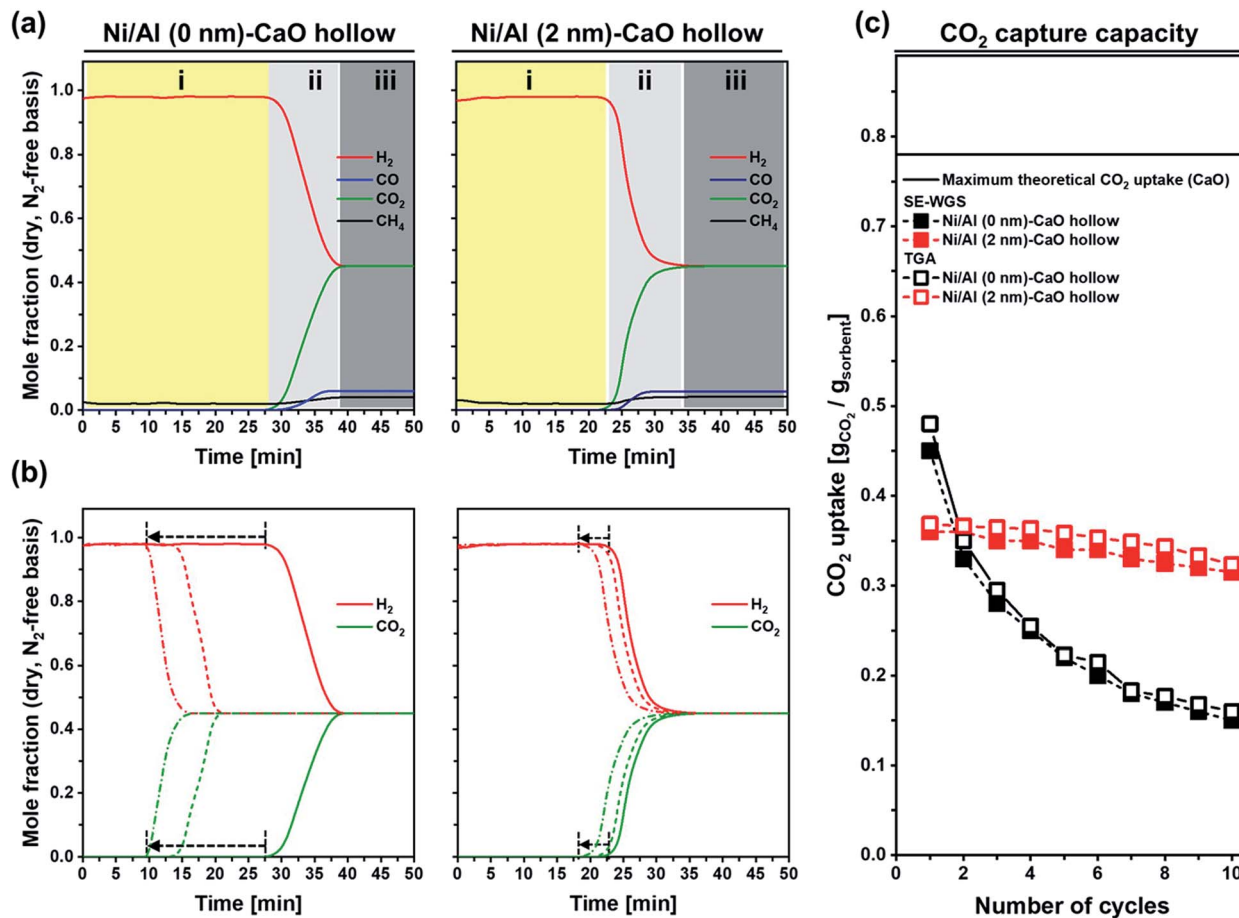 (a)
Ni/Al (0 nm)-CaO hollow
Ni/Al (2 nm)-CaO hollow
Mole fraction (dry, N₂-free basis)
1.0
0.8
0.6
0.4
0.2
0.0
i
ii
iii
H₂
CO
CO₂
CH₄
0 5 10 15 20 25 30 35 40 45 50
Time [min]
i
ii
iii
H₂
CO
CO₂
CH₄
0 5 10 15 20 25 30 35 40 45 50
Time [min]
(b)
Mole fraction (dry, N₂-free basis)
1.0
0.8
0.6
0.4
0.2
0.0
H₂
CO₂
0 5 10 15 20 25 30 35 40 45 50
Time [min]
H₂
CO₂
0 5 10 15 20 25 30 35 40 45 50
Time [min]
(c)
CO₂ capture capacity
CO₂ uptake [g_CO₂ / g_sorbent]
0.8
0.7
0.6
0.5
0.4
0.3
0.2
0.1
0.0
Maximum theoretical CO₂ uptake (CaO)
SE-WGS
Ni/Al (0 nm)-CaO hollow
Ni/Al (2 nm)-CaO hollow
TGA
Ni/Al (0 nm)-CaO hollow
Ni/Al (2 nm)-CaO hollow
0 2 4 6 8 10
Number of cycles